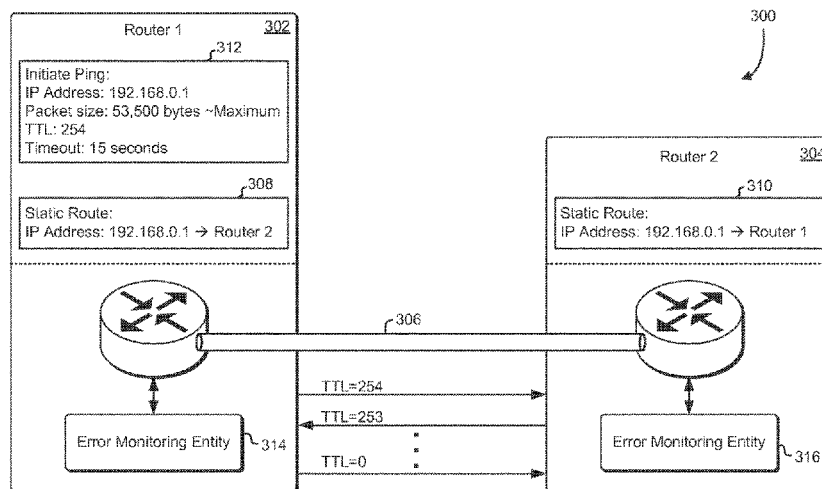 Router 1
302
312
Initiate Ping:
IP Address: 192.168.0.1
Packet size: 53,500 bytes ~Maximum
TTL: 254
Timeout: 15 seconds
308
Static Route:
IP Address: 192.168.0.1 → Router 2
300
Router 2
304
310
Static Route:
IP Address: 192.168.0.1 → Router 1
306
TTL=254
TTL=253
TTL=0
Error Monitoring Entity
314
Error Monitoring Entity
316